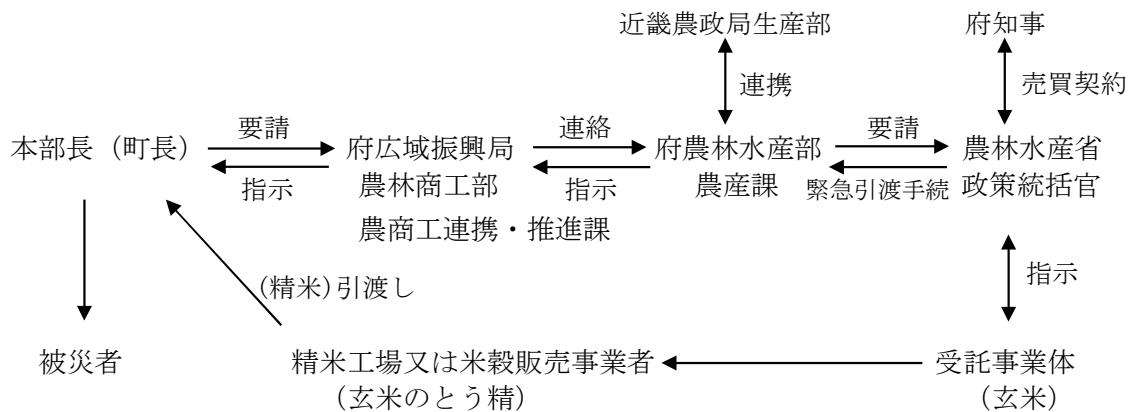 近畿農政局生産部　府知事
連携　売買契約
要請　連絡　要請
本部長（町長）　府広域振興局　府農林水産部　農林水産省
指示　農林商工部　指示　農産課　緊急引渡手続　政策統括官
農商工連携・推進課
(精米)引渡し　指示
被災者　精米工場又は米穀販売事業者　受託事業体
（玄米のとう精）　（玄米）